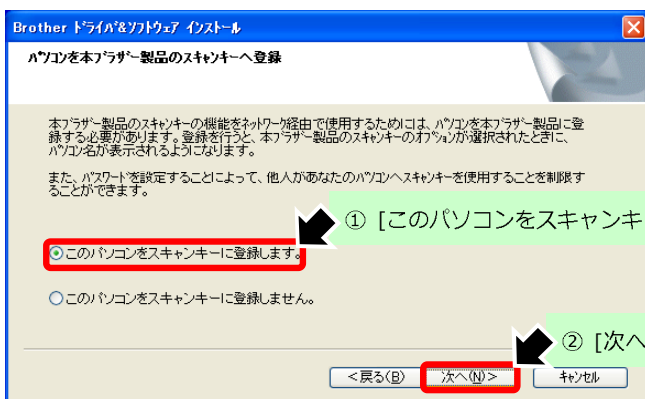 Brother ﾄﾞﾗｲﾊﾞ&ｿﾌﾄｳｪｱ ｲﾝｽﾄｰﾙ
ﾊﾟｿｺﾝを本ﾌﾞﾗｻﾞｰ製品のｽｷｬﾝｷｰへ登録
本ﾌﾞﾗｻﾞｰ製品のｽｷｬﾝｷｰの機能をﾈｯﾄﾜｰｸ経由で使用するためには、ﾊﾟｿｺﾝを本ﾌﾞﾗｻﾞｰ製品に登
録する必要があります。登録を行うと、本ﾌﾞﾗｻﾞｰ製品のｽｷｬﾝｷｰのｵﾌﾟｼｮﾝが選択されたときに、
ﾊﾟｿｺﾝ名が表示されるようになります。
また、ﾊﾟｽﾜｰﾄﾞを設定することによって、他人があなたのﾊﾟｿｺﾝへｽｷｬﾝｷｰを使用することを制限す
ることができます。
① [このパソコンをスキャンキ
このパソコンをスキャンキーに登録します。
このパソコンをスキャンキーに登録しません。
② [次へ
<戻る(B) 次へ(N)> ｷｬﾝｾﾙ